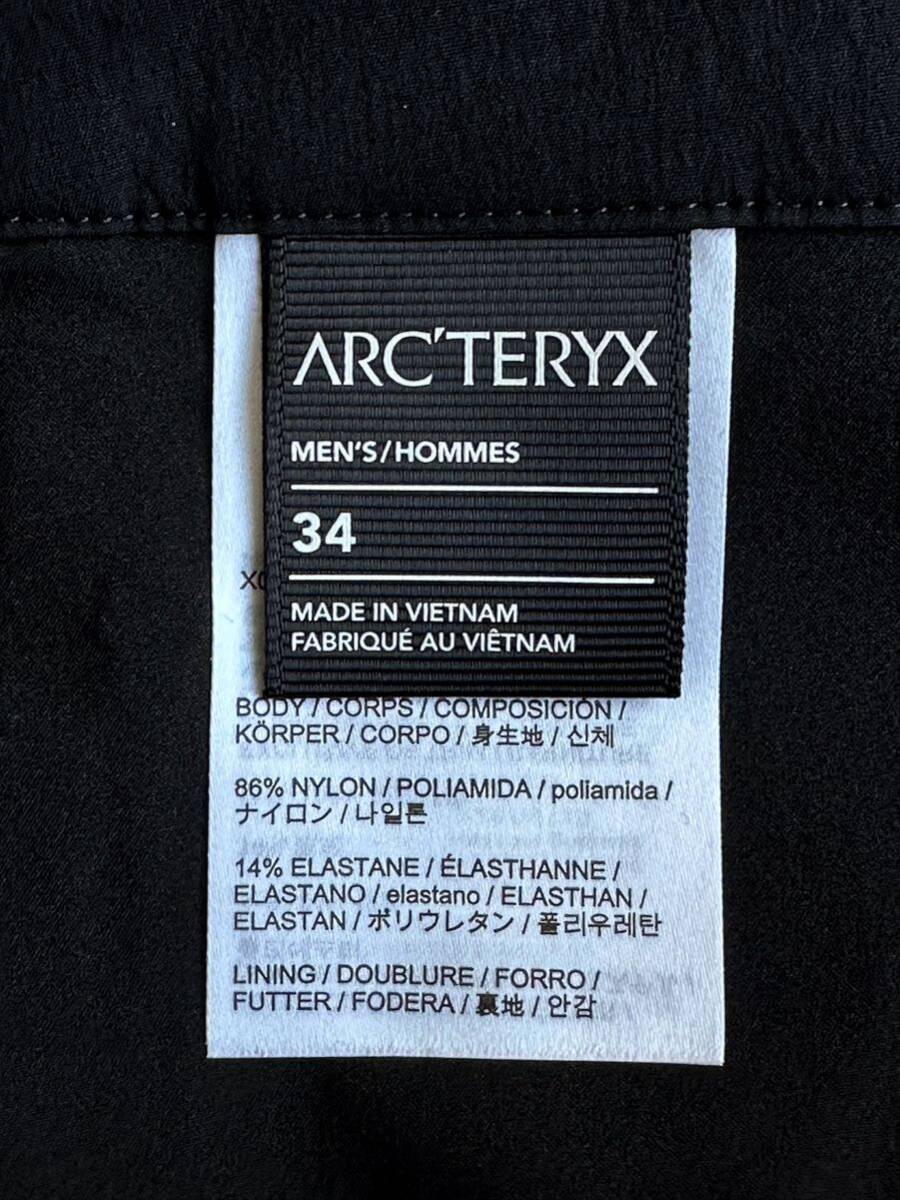 ARC'TERYX
MEN'S/HOMMES
34
MADE IN VIETNAM
FABRIQUÉ AU VIÊTNAM
BODY / CORPS / COMPOSICIÓN /
KÖRPER / CORPO / 身生地 / 신체
86% NYLON / POLIAMIDA / poliamida /
ナイロン / 나일론
14% ELASTANE / ÉLASTHANNE /
ELASTANO / elastano / ELASTHAN /
ELASTAN / ポリウレタン / 폴리우레탄
LINING / DOUBLURE / FORRO /
FUTTER / FODERA / 裏地 / 안감